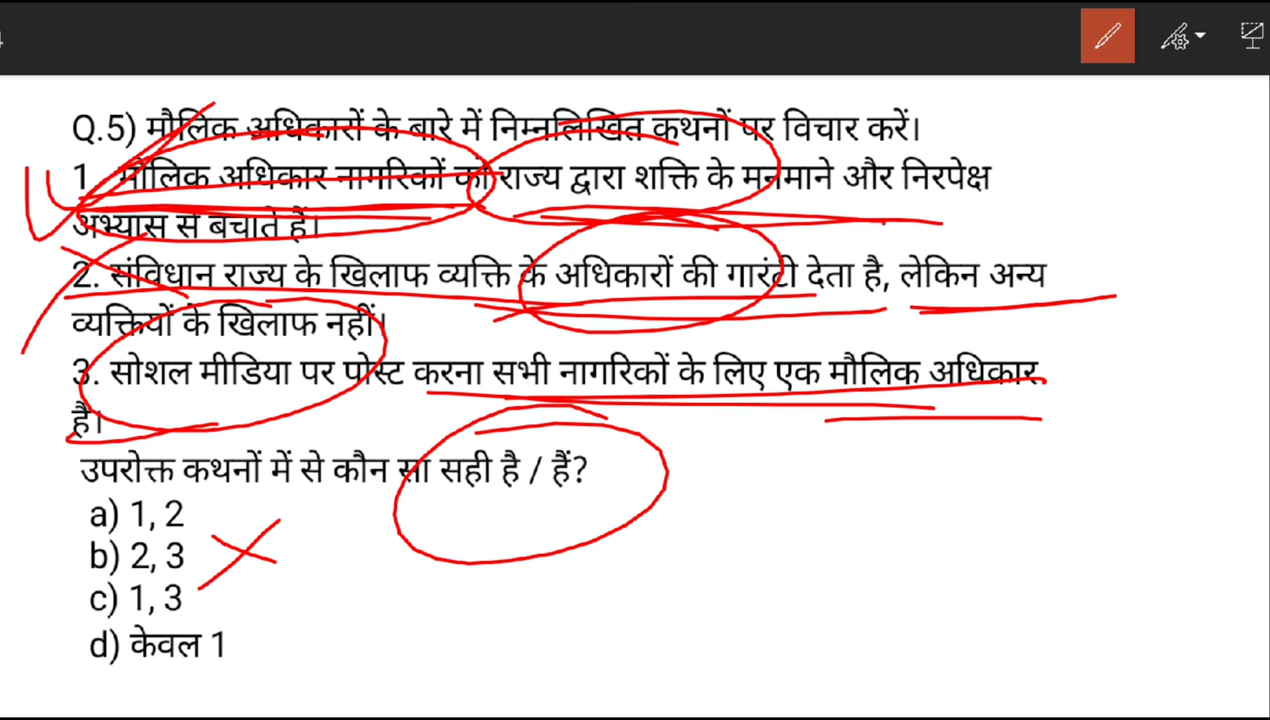 Q.5) मौलिक अधिकारों के बारे में निम्नलिखित कथनों पर विचार करें।
1. मौलिक अधिकार नागरिकों को राज्य द्वारा शक्ति के मनमाने और निरपेक्ष
अभ्यास से बचाते हैं।
2. संविधान राज्य के खिलाफ व्यक्ति के अधिकारों की गारंटी देता है, लेकिन अन्य
व्यक्तियों के खिलाफ नहीं।
3. सोशल मीडिया पर पोस्ट करना सभी नागरिकों के लिए एक मौलिक अधिकार
है।
उपरोक्त कथनों में से कौन सा सही है / हैं?
a) 1, 2
b) 2, 3
c) 1, 3
d) केवल 1